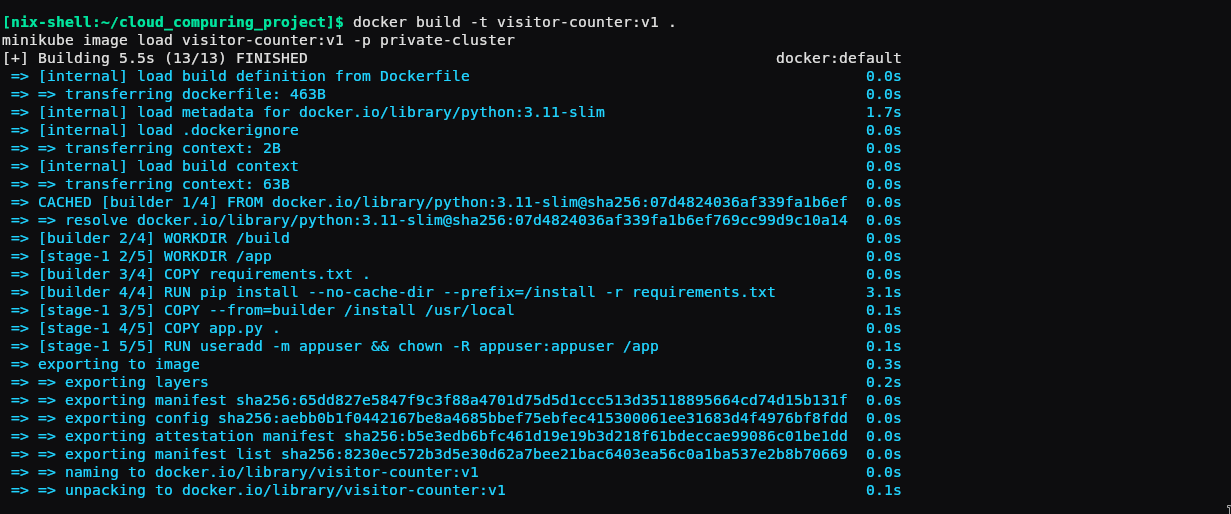 [nix-shell:~/cloud_compuring_project]$ docker build -t visitor-counter:v1 .
minikube image load visitor-counter:v1 -p private-cluster
[+] Building 5.5s (13/13) FINISHED docker:default
=> [internal] load build definition from Dockerfile 0.0s
=> => transferring dockerfile: 463B 0.0s
=> [internal] load metadata for docker.io/library/python:3.11-slim 1.7s
=> [internal] load .dockerignore 0.0s
=> => transferring context: 2B 0.0s
=> [internal] load build context 0.0s
=> => transferring context: 63B 0.0s
=> CACHED [builder 1/4] FROM docker.io/library/python:3.11-slim@sha256:07d4824036af339fa1b6ef 0.0s
=> => resolve docker.io/library/python:3.11-slim@sha256:07d4824036af339fa1b6ef769cc99d9c10a14 0.0s
=> [builder 2/4] WORKDIR /build 0.0s
=> [stage-1 2/5] WORKDIR /app 0.0s
=> [builder 3/4] COPY requirements.txt . 0.0s
=> [builder 4/4] RUN pip install --no-cache-dir --prefix=/install -r requirements.txt 3.1s
=> [stage-1 3/5] COPY --from=builder /install /usr/local 0.1s
=> [stage-1 4/5] COPY app.py . 0.0s
=> [stage-1 5/5] RUN useradd -m appuser && chown -R appuser:appuser /app 0.1s
=> exporting to image 0.3s
=> => exporting layers 0.2s
=> => exporting manifest sha256:65dd827e5847f9c3f88a4701d75d5d1ccc513d35118895664cd74d15b131f 0.0s
=> => exporting config sha256:aebb0b1f0442167be8a4685bbef75ebfec415300061ee31683d4f4976bf8fdd 0.0s
=> => exporting attestation manifest sha256:b5e3edb6bfc461d19e19b3d218f61bdeccae99086c01be1dd 0.0s
=> => exporting manifest list sha256:8230ec572b3d5e30d62a7bee21bac6403ea56c0a1ba537e2b8b70669 0.0s
=> => naming to docker.io/library/visitor-counter:v1 0.0s
=> => unpacking to docker.io/library/visitor-counter:v1 0.1s